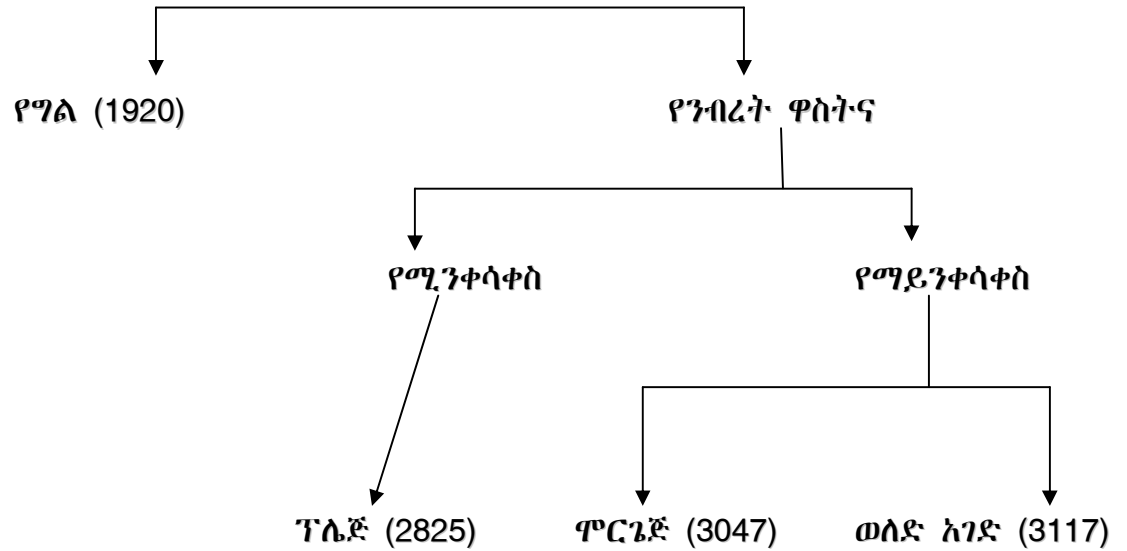 የግል (1920) የንብረት ዋስትና
የሚንቀሳቀስ የማይንቀሳቀስ
ፕሌጅ (2825) ሞርጌጅ (3047) ወለድ አገድ (3117)